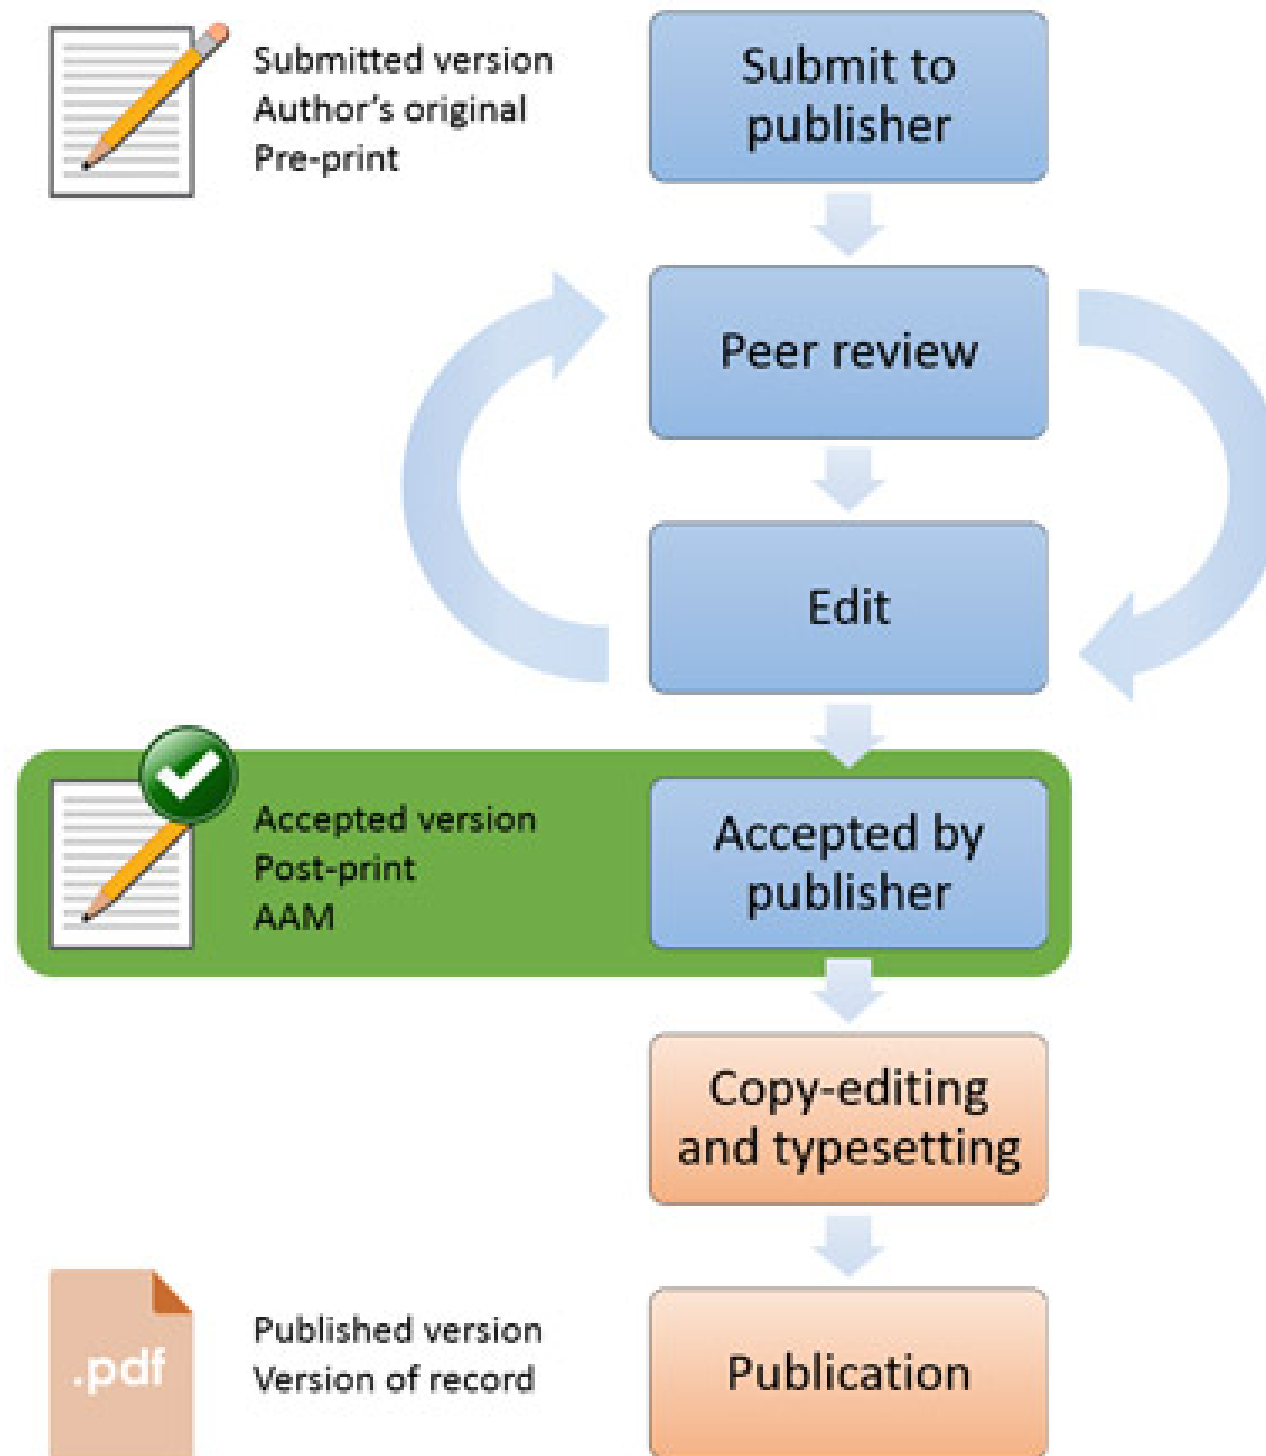 Submitted version
Author's original
Pre-print
Submit to
publisher
Peer review
Edit
Accepted version
Post-print
AAM
Accepted by
publisher
Copy-editing
and typesetting
.pdf
Published version
Version of record
Publication